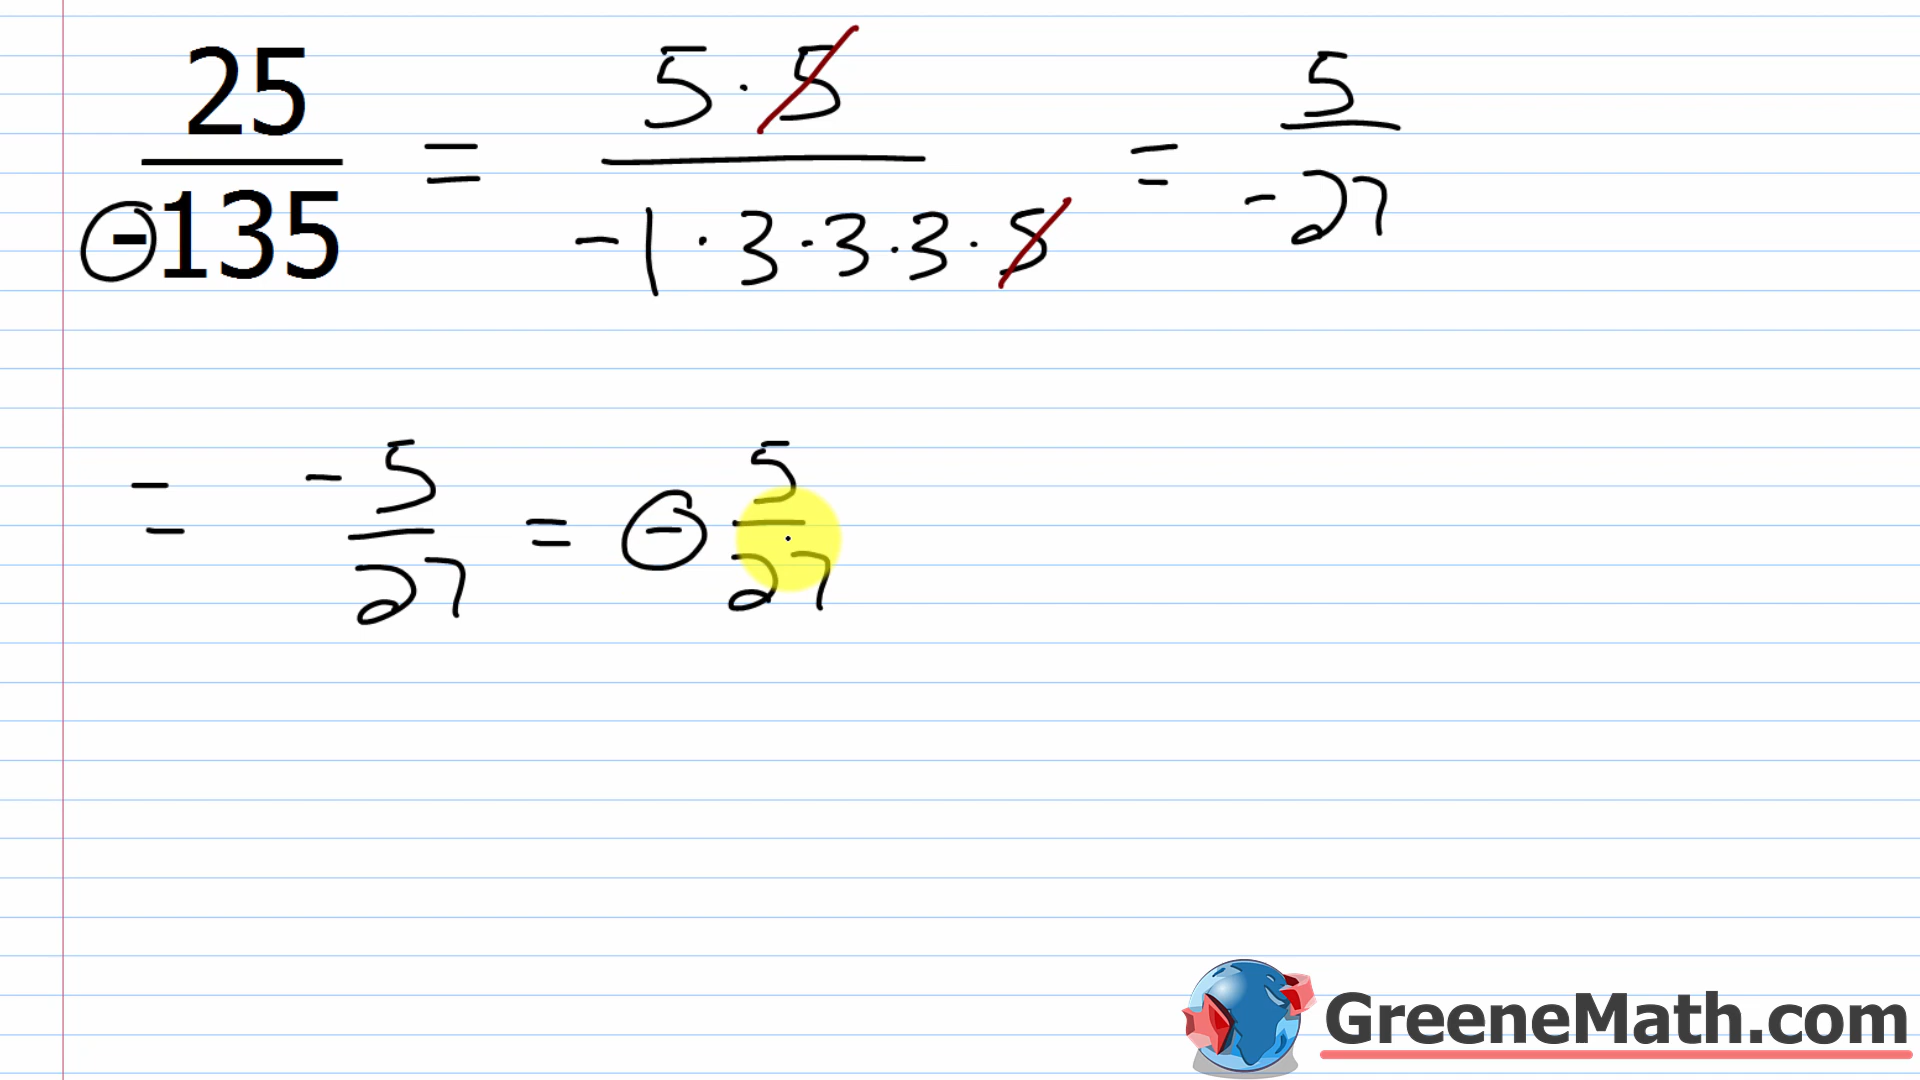 25/-135 = 5 · 5/-1 · 3 · 3 · 3 · 5 = 5/-27
= -5/27 = - 5/27
GreeneMath.com